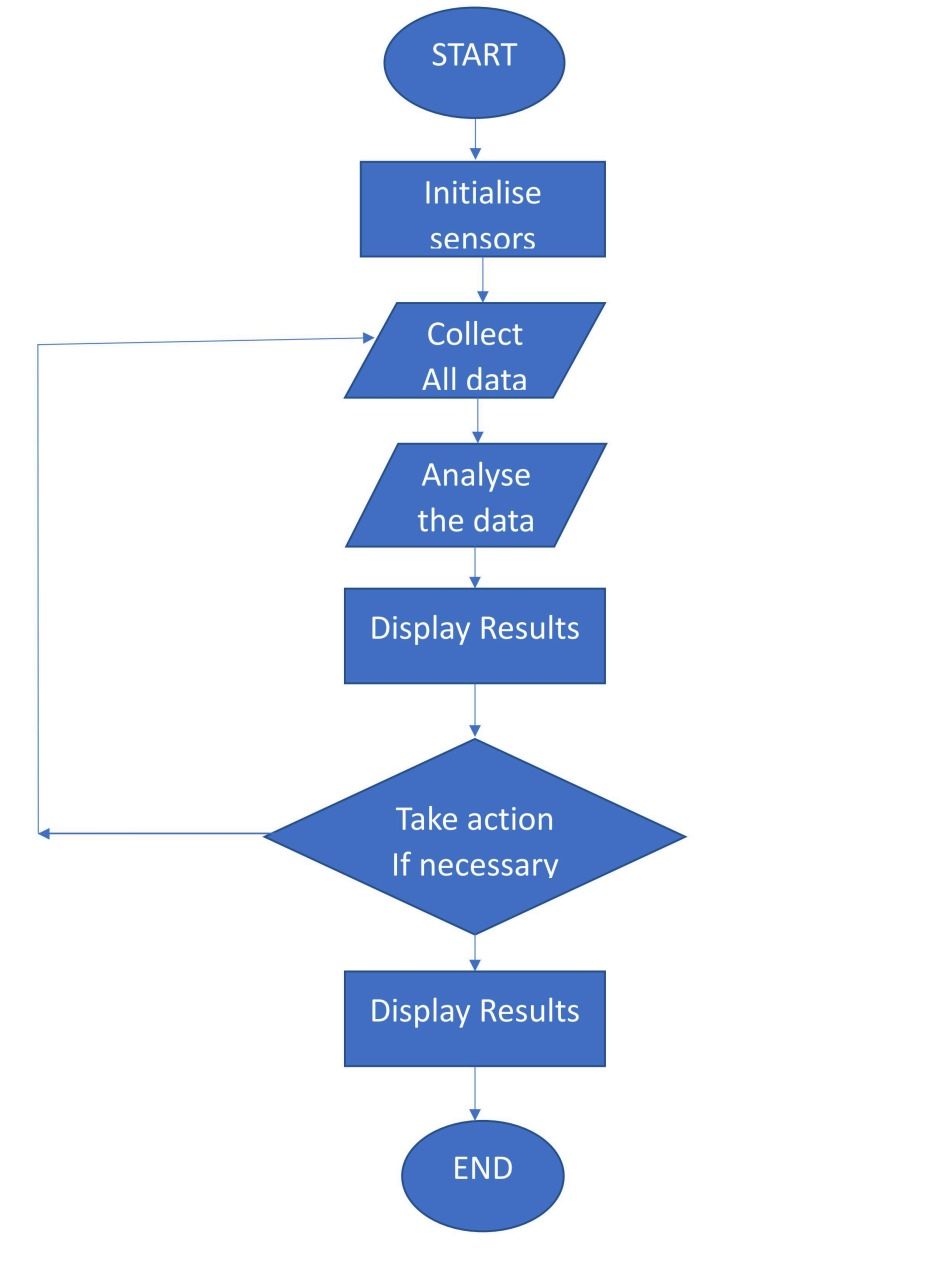 START
Initialise
sensors
Collect
All data
Analyse
the data
Display Results
Take action
If necessary
Display Results
END